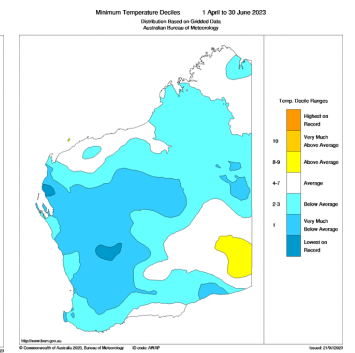 Minimum Temperature Deciles 1 April to 30 June 2023
Distribution Based on Gridded Data
Australian Bureau of Meteorology
Temp. Decile Ranges
Highest on
Record
10 Very Much
Above Average
8-9 Above Average
4-7 Average
2-3 Below Average
1 Very Much
Below Average
Lowest on
Record
http://www.bom.gov.au
© Commonwealth of Australia 2023, Bureau of Meteorology ID code: AWAP Issued: 21/9/2023